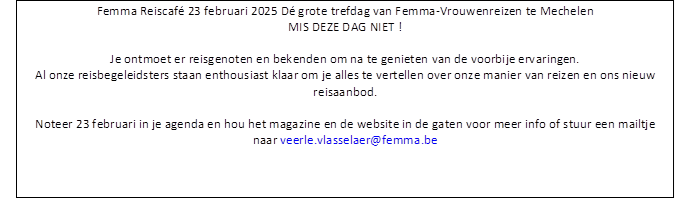 Femma Reiscafé 23 februari 2025 Dé grote trefdag van Femma-Vrouwenreizen te Mechelen
MIS DEZE DAG NIET !
Je ontmoet er reisgenoten en bekenden om na te genieten van de voorbije ervaringen.
Al onze reisbegeleidsters staan enthousiast klaar om je alles te vertellen over onze manier van reizen en ons nieuw
reisaanbod.
Noteer 23 februari in je agenda en hou het magazine en de website in de gaten voor meer info of stuur een mailtje
naar veerle.vlasselaer@femma.be